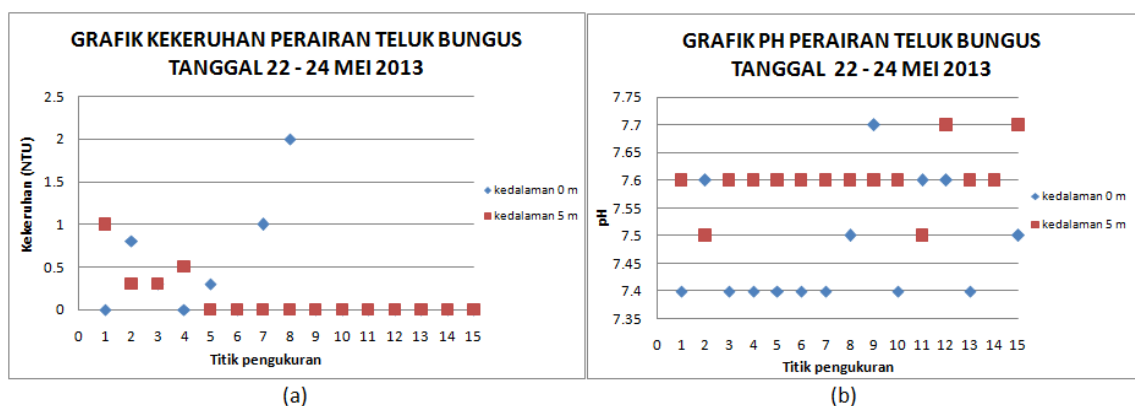 GRAFIK KEKERUHAN PERAIRAN TELUK BUNGUS
TANGGAL 22 - 24 MEI 2013
Kekeruhan (NTU)
2.5
2
1.5
1
0.5
0
0 1 2 3 4 5 6 7 8 9 10 11 12 13 14 15
Titik pengukuran
kedalaman 0 m
kedalaman 5 m
(a)
GRAFIK PH PERAIRAN TELUK BUNGUS
TANGGAL 22 - 24 MEI 2013
pH
7.75
7.7
7.65
7.6
7.55
7.5
7.45
7.4
7.35
0 1 2 3 4 5 6 7 8 9 10 11 12 13 14 15
Titik pengukuran
kedalaman 0 m
kedalaman 5 m
(b)